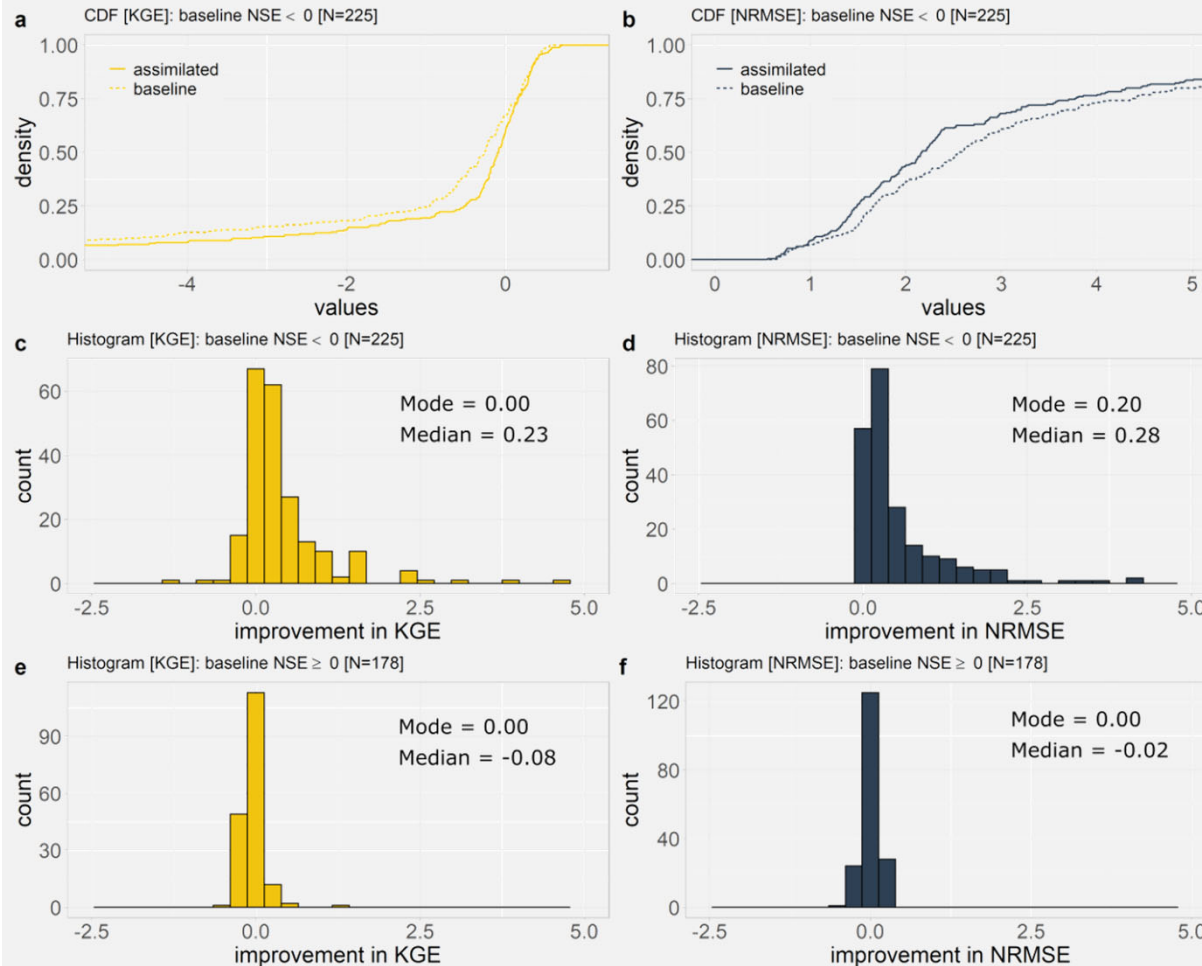 a CDF [KGE]: baseline NSE < 0 [N=225]
1.00
0.75
0.50
0.25
0.00
density
assimilated
baseline
-4 -2 0
values
b CDF [NRMSE]: baseline NSE < 0 [N=225]
1.00
0.75
0.50
0.25
0.00
density
assimilated
baseline
0 1 2 3 4 5
values
c Histogram [KGE]: baseline NSE < 0 [N=225]
60
40
20
0
count
Mode = 0.00
Median = 0.23
-2.5 0.0 2.5 5.0
improvement in KGE
d Histogram [NRMSE]: baseline NSE < 0 [N=225]
80
60
40
20
0
count
Mode = 0.20
Median = 0.28
-2.5 0.0 2.5 5.0
improvement in NRMSE
e Histogram [KGE]: baseline NSE ≥ 0 [N=178]
90
60
30
0
count
Mode = 0.00
Median = -0.08
-2.5 0.0 2.5 5.0
improvement in KGE
f Histogram [NRMSE]: baseline NSE ≥ 0 [N=178]
120
80
40
0
count
Mode = 0.00
Median = -0.02
-2.5 0.0 2.5 5.0
improvement in NRMSE